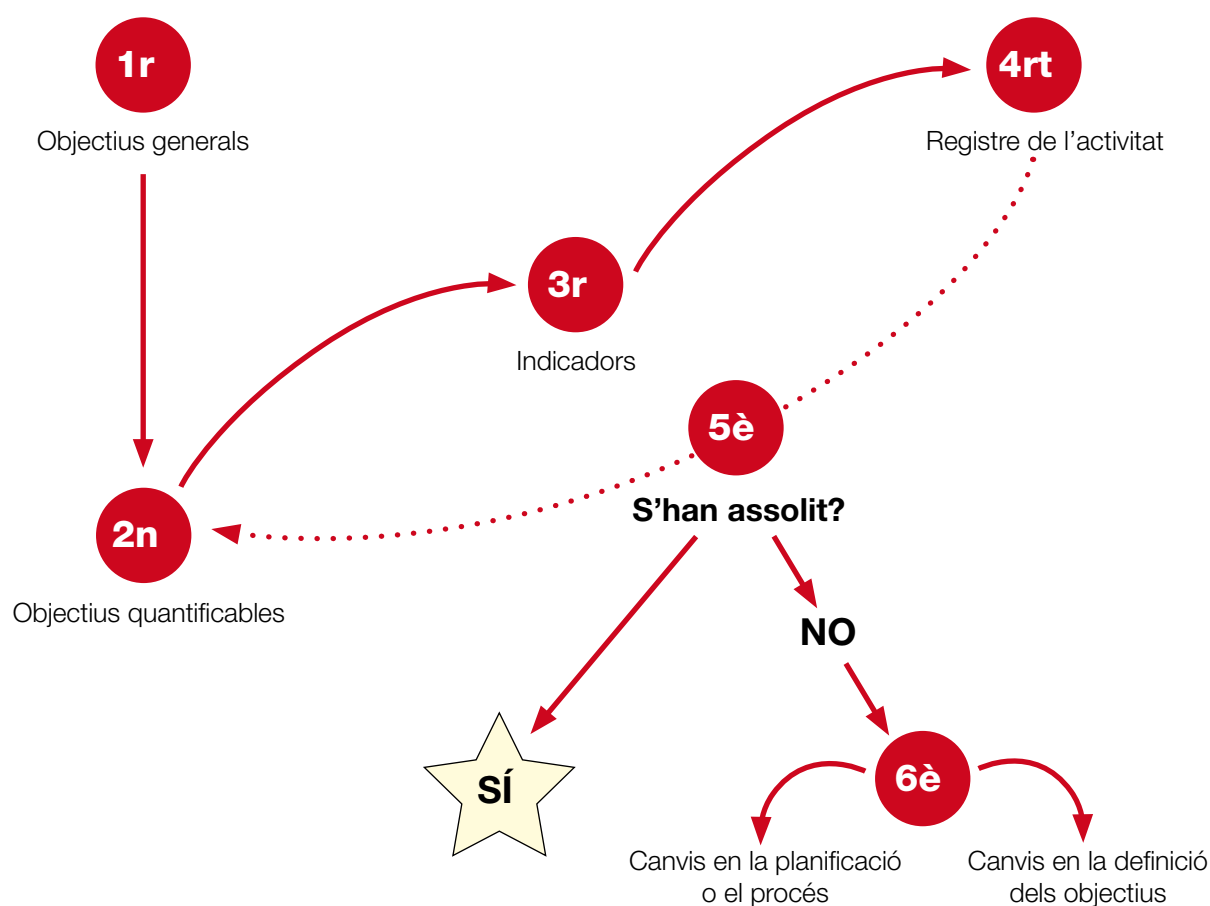 1r
Objectius generals
4rt
Registre de l’activitat
3r
Indicadors
5è
S’han assolit?
2n
Objectius quantificables
NO
SÍ
6è
Canvis en la planificació
o el procés
Canvis en la definició
dels objectius